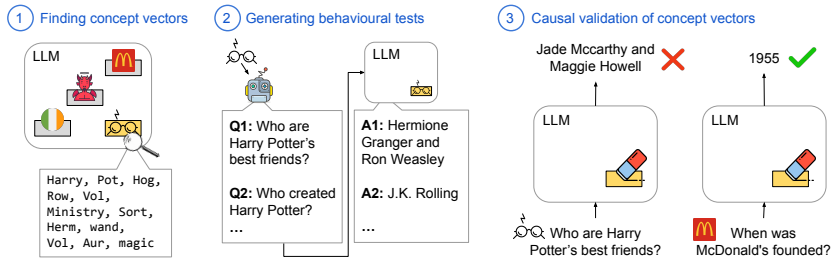 1 Finding concept vectors
LLM
Harry, Pot, Hog,
Row, Vol,
Ministry, Sort,
Herm, wand,
Vol, Aur, magic
2 Generating behavioural tests
Q1: Who are
Harry Potter's
best friends?
Q2: Who created
Harry Potter?
...
LLM
A1: Hermione
Granger and
Ron Weasley
A2: J.K. Rolling
...
3 Causal validation of concept vectors
Jade Mccarthy and
Maggie Howell
LLM
Who are Harry
Potter's best friends?
1955
LLM
When was
McDonald's founded?